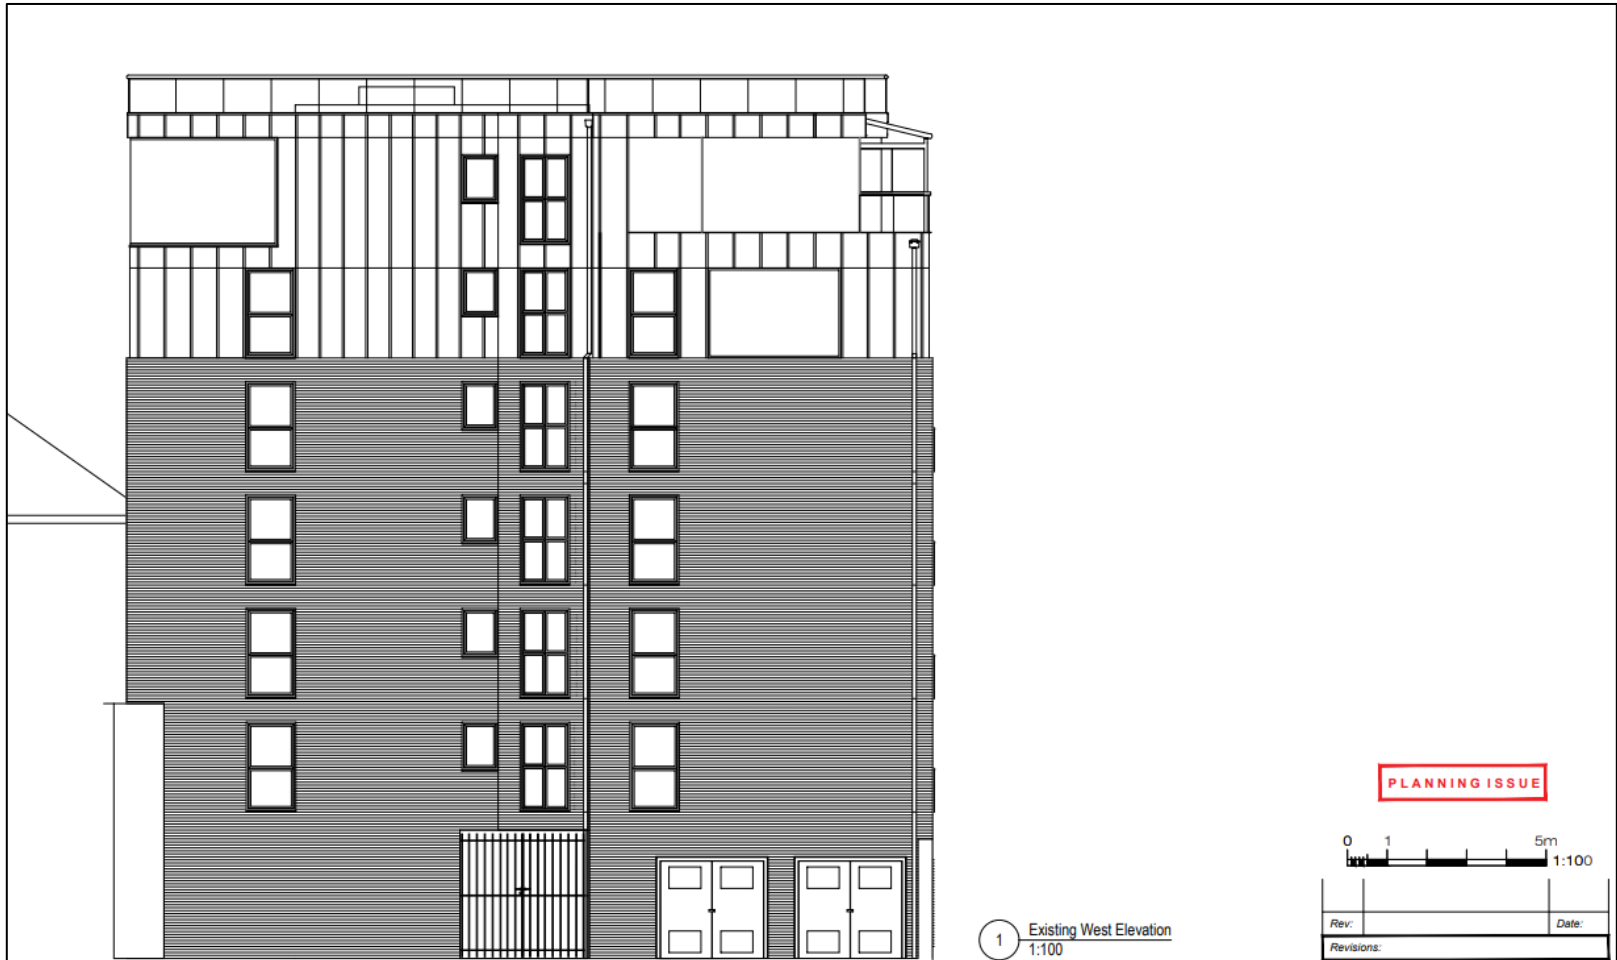 PLANNING ISSUE
0 1 5m
1:100
1 Existing West Elevation
1:100
Rev: Date:
Revisions: